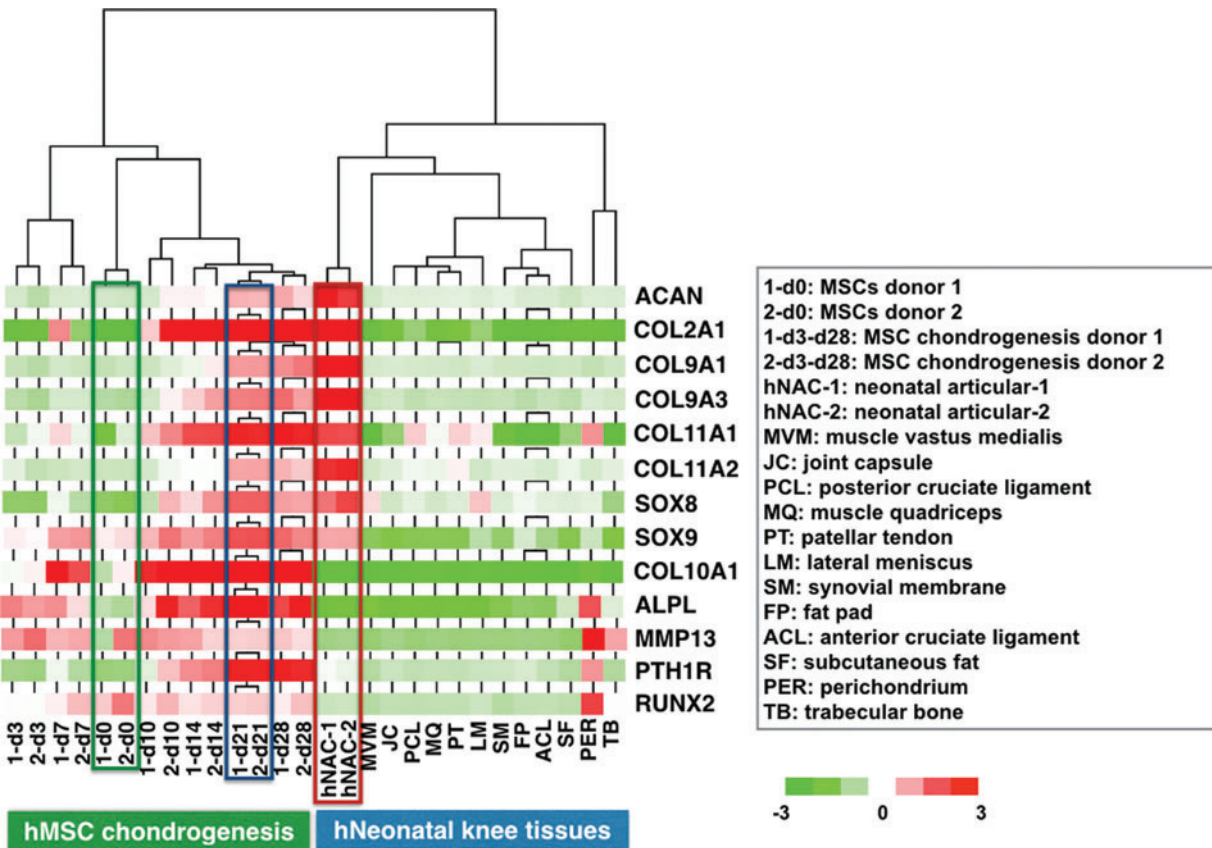 ACAN
COL2A1
COL9A1
COL9A3
COL11A1
COL11A2
SOX8
SOX9
COL10A1
ALPL
MMP13
PTH1R
RUNX2
1-d3
2-d3
1-d7
2-d7
1-d0
2-d0
1-d10
2-d10
1-d14
2-d14
1-d21
2-d21
1-d28
2-d28
hNAC-1
hNAC-2
MVM
JC
PCL
MQ
PT
LM
SM
FP
ACL
SF
PER
TB
hMSC chondrogenesis
hNeonatal knee tissues
1-d0: MSCs donor 1
2-d0: MSCs donor 2
1-d3-d28: MSC chondrogenesis donor 1
2-d3-d28: MSC chondrogenesis donor 2
hNAC-1: neonatal articular-1
hNAC-2: neonatal articular-2
MVM: muscle vastus medialis
JC: joint capsule
PCL: posterior cruciate ligament
MQ: muscle quadriceps
PT: patellar tendon
LM: lateral meniscus
SM: synovial membrane
FP: fat pad
ACL: anterior cruciate ligament
SF: subcutaneous fat
PER: perichondrium
TB: trabecular bone
-3 0 3